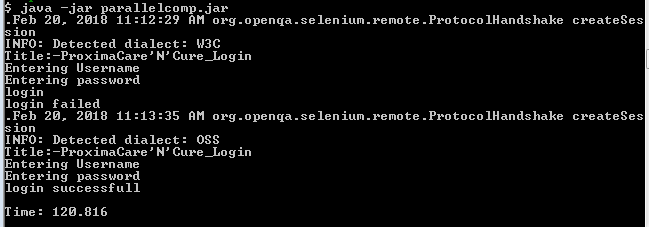 $ java -jar parallelcomp.jar
.Feb 20, 2018 11:12:29 AM org.openqa.selenium.remote.ProtocolHandshake createSes
sion
INFO: Detected dialect: W3C
Title:-ProximaCare'N'Cure_Login
Entering Username
Entering password
login
login failed
.Feb 20, 2018 11:13:35 AM org.openqa.selenium.remote.ProtocolHandshake createSes
sion
INFO: Detected dialect: OSS
Title:-ProximaCare'N'Cure_Login
Entering Username
Entering password
login successfull
Time: 120.816